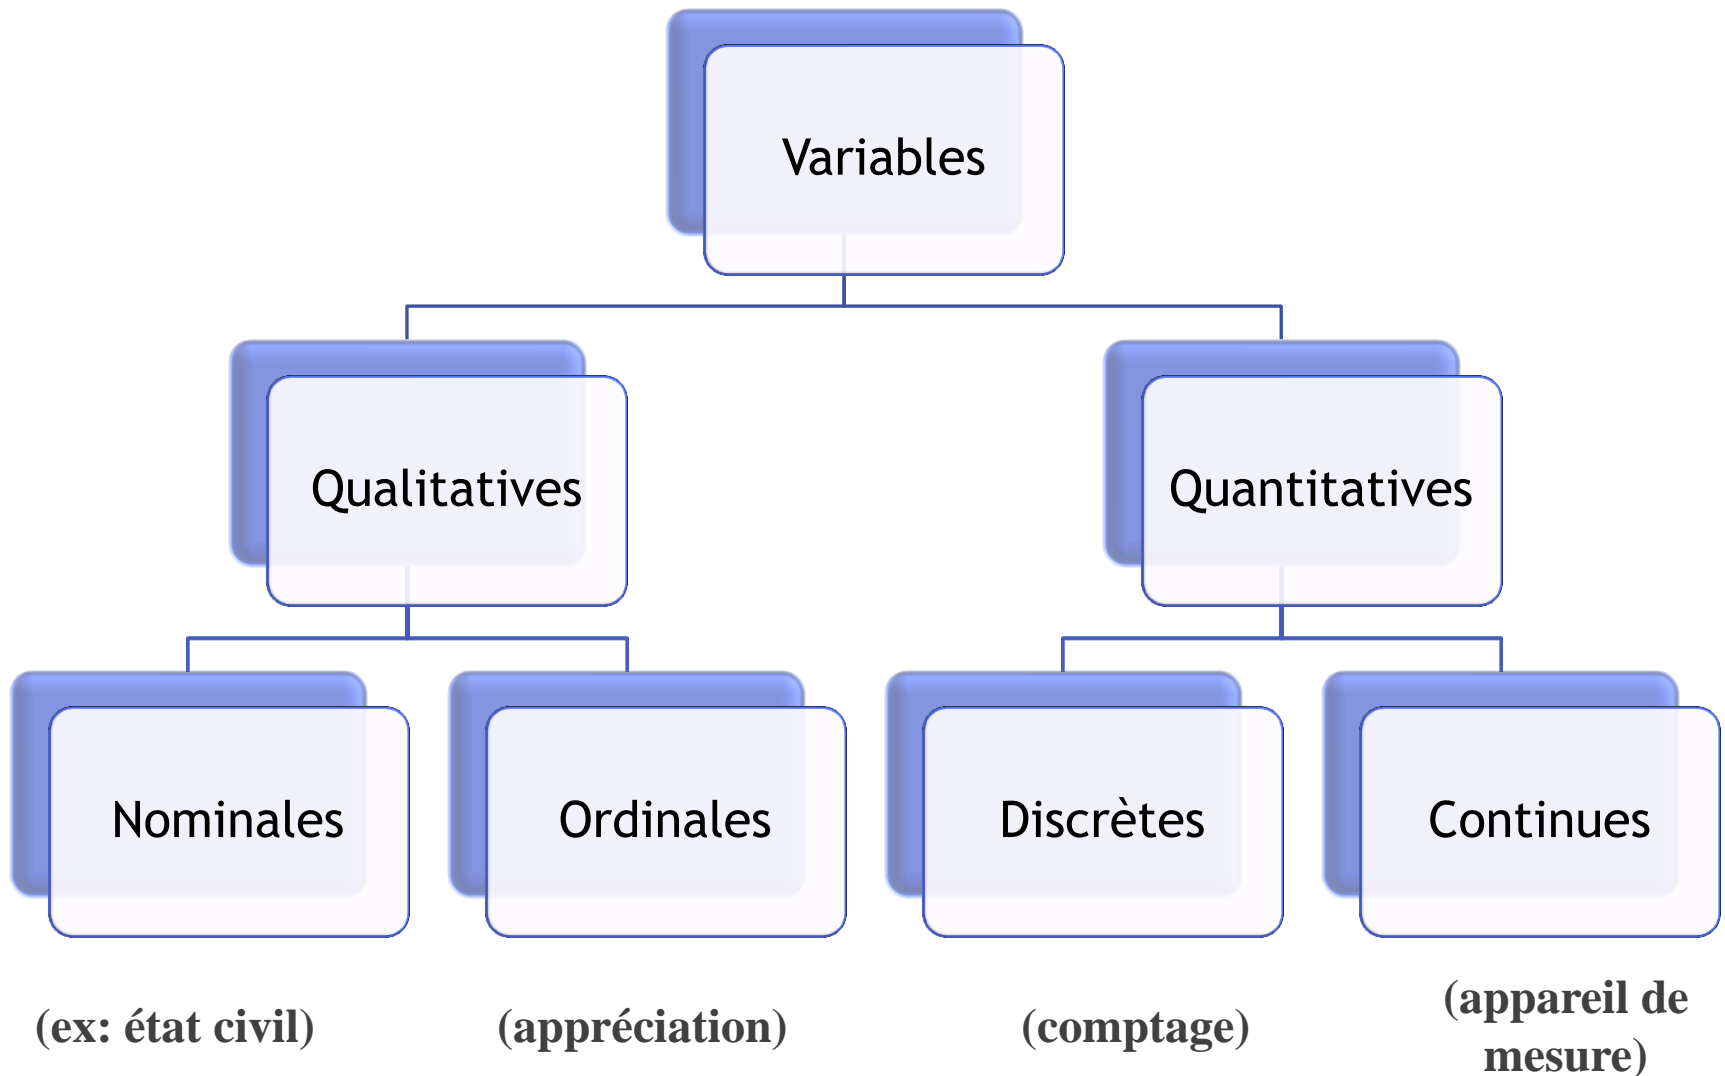 Variables
Qualitatives
Quantitatives
Nominales
Ordinales
Discrètes
Continues
(ex: état civil)
(appréciation)
(comptage)
(appareil de
mesure)